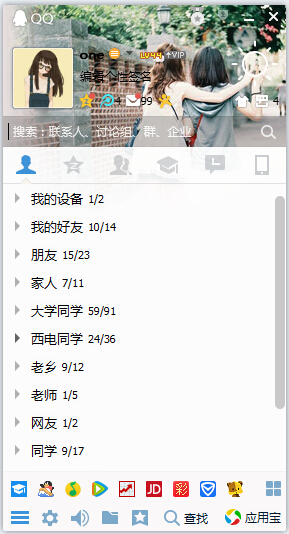 QQ
one LV44 VIP
编辑个性签名
4 99 4
搜索：联系人、讨论组、群、企业
我的设备 1/2
我的好友 10/14
朋友 15/23
家人 7/11
大学同学 59/91
西电同学 24/36
老乡 9/12
老师 1/5
网友 1/2
同学 9/17
JD 彩
查找 应用宝